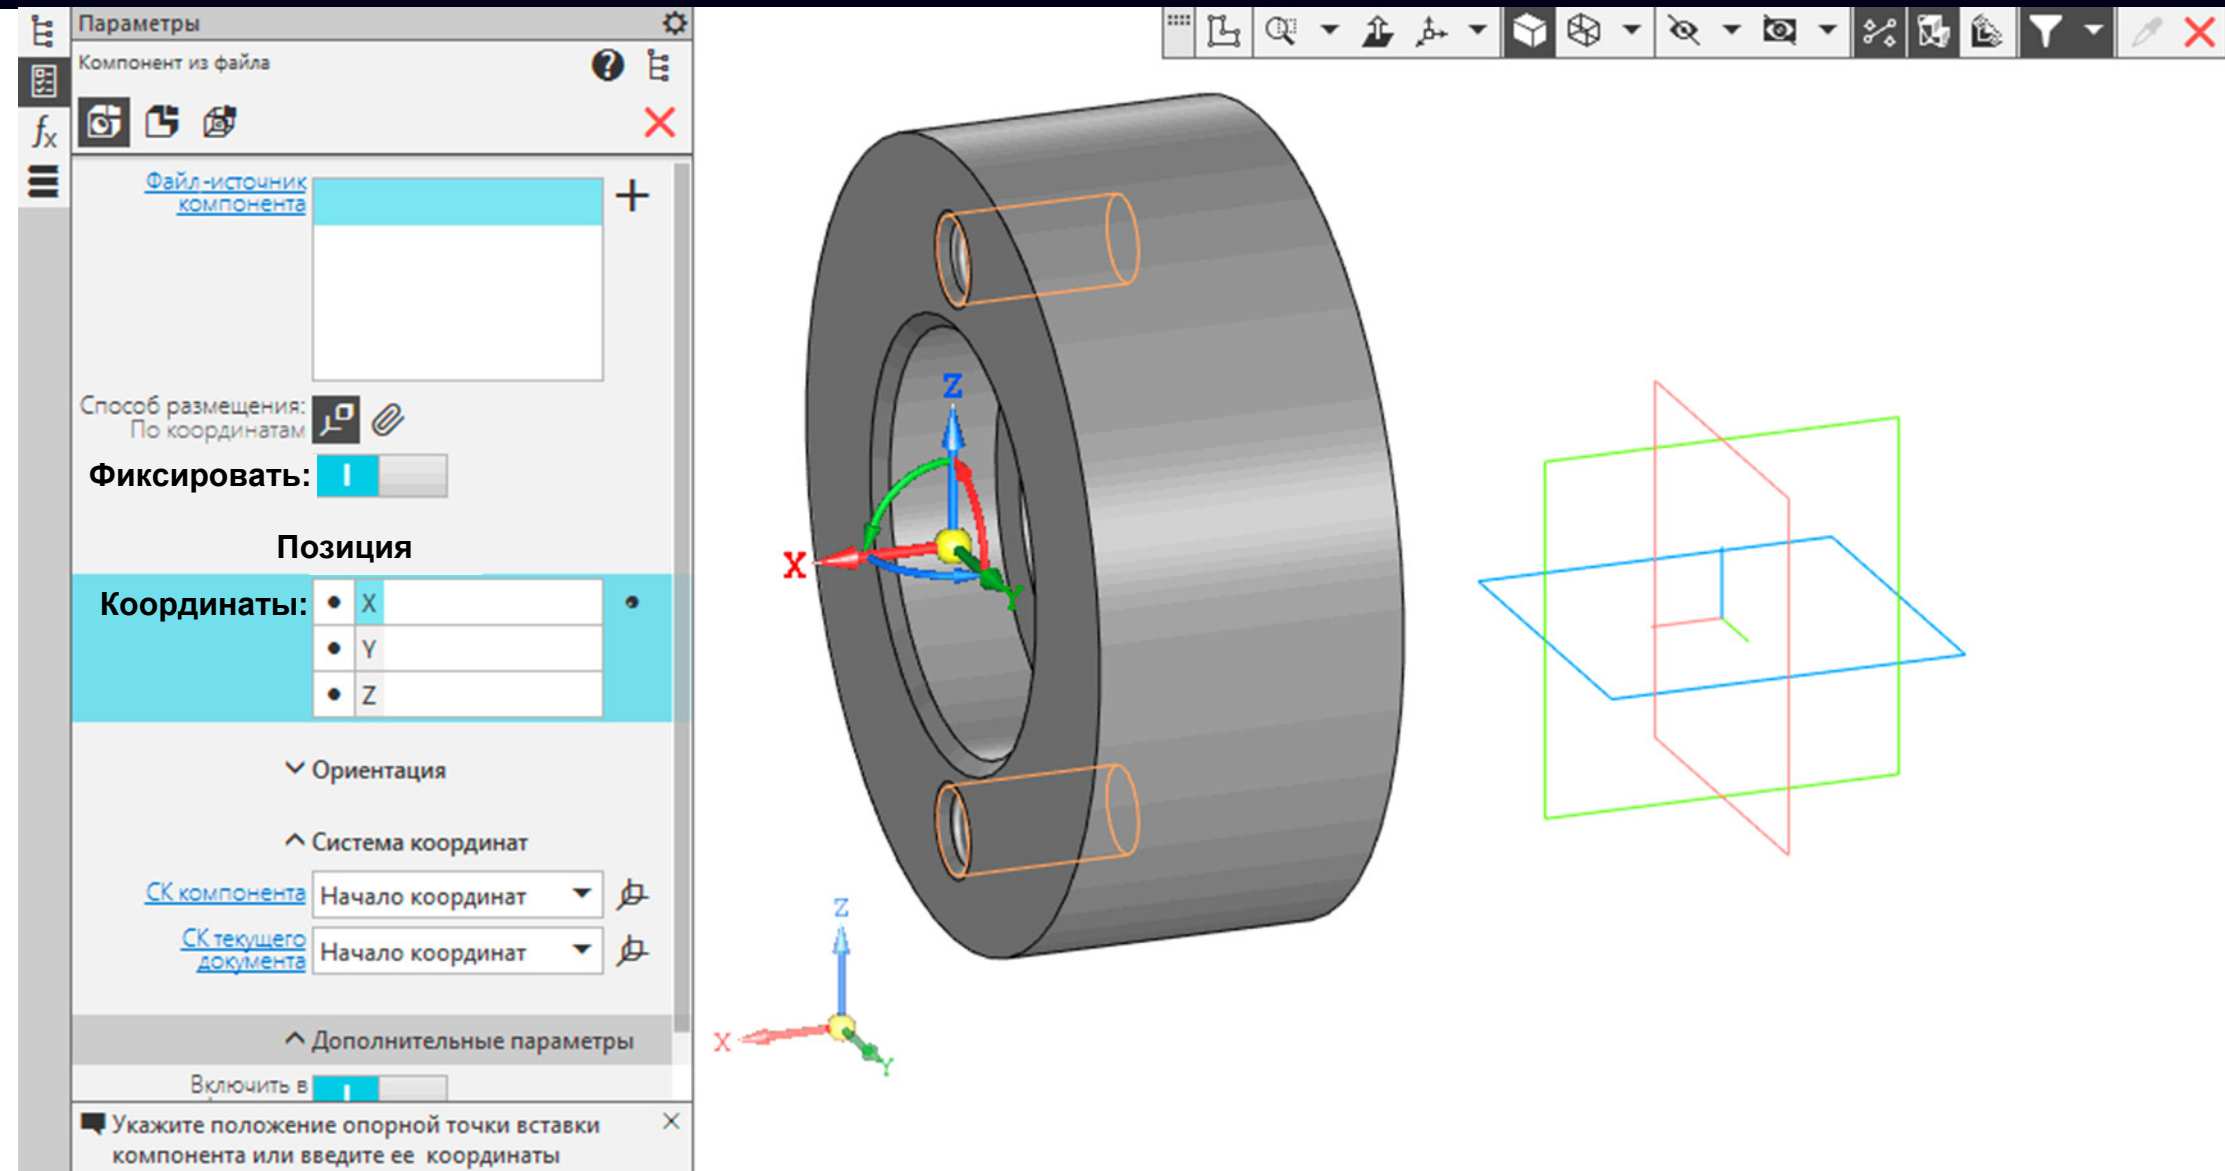 Параметры
Компонент из файла
fx
Файл-источник
компонента
Способ размещения:
По координатам
Фиксировать:
Позиция
Координаты:
X
Y
Z
Ориентация
Система координат
СК компонента
Начало координат
СК текущего
документа
Начало координат
Дополнительные параметры
Включить в
Укажите положение опорной точки вставки
компонента или введите ее координаты
Z
X
Y
Z
X
Y